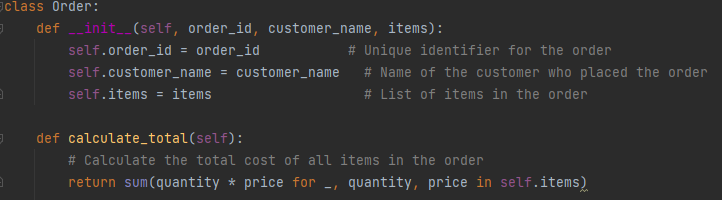 class Order:
    def __init__(self, order_id, customer_name, items):
        self.order_id = order_id           # Unique identifier for the order
        self.customer_name = customer_name   # Name of the customer who placed the order
        self.items = items                   # List of items in the order
    def calculate_total(self):
        # Calculate the total cost of all items in the order
        return sum(quantity * price for _, quantity, price in self.items)